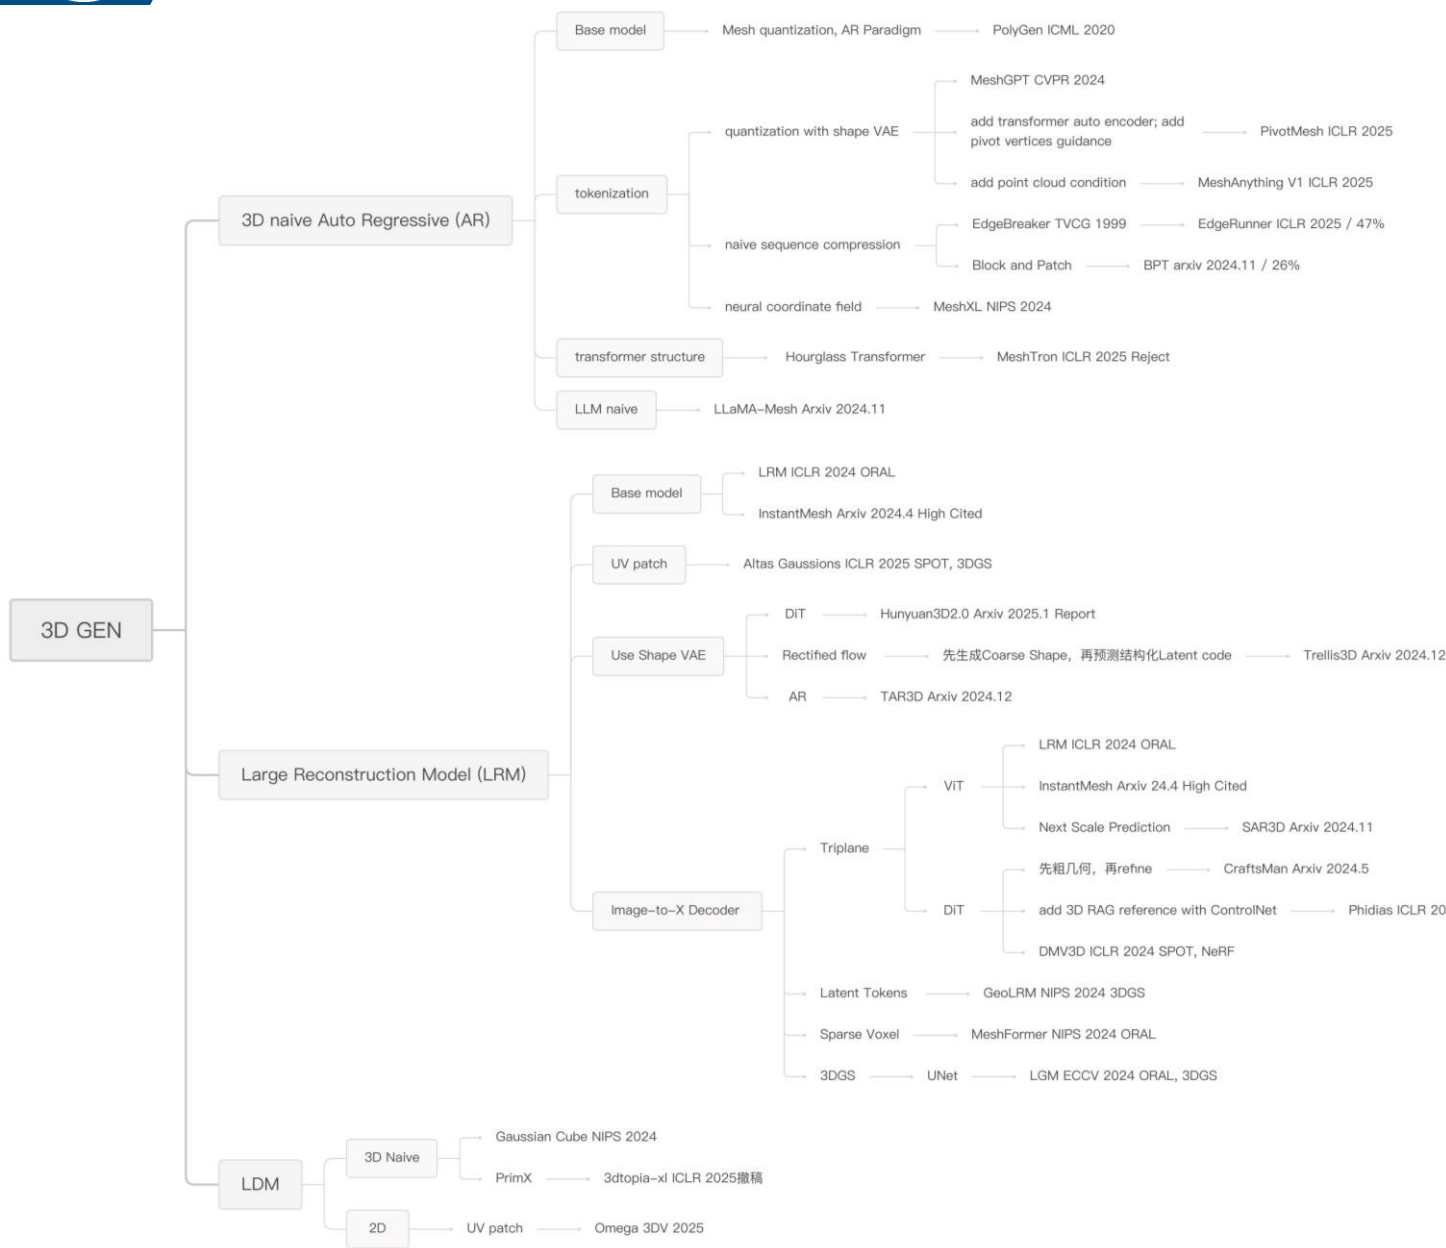 3D GEN
3D naive Auto Regressive (AR)
Base model
Mesh quantization, AR Paradigm
PolyGen ICML 2020
tokenization
quantization with shape VAE
MeshGPT CVPR 2024
add transformer auto encoder; add
pivot vertices guidance
PivotMesh ICLR 2025
add point cloud condition
MeshAnything V1 ICLR 2025
naive sequence compression
EdgeBreaker TVCG 1999
EdgeRunner ICLR 2025 / 47%
Block and Patch
BPT arxiv 2024.11 / 26%
neural coordinate field
MeshXL NIPS 2024
transformer structure
Hourglass Transformer
MeshTron ICLR 2025 Reject
LLM naive
LLaMA-Mesh Arxiv 2024.11
Large Reconstruction Model (LRM)
Base model
LRM ICLR 2024 ORAL
InstantMesh Arxiv 2024.4 High Cited
UV patch
Altas Gaussions ICLR 2025 SPOT, 3DGS
Use Shape VAE
DiT
Hunyuan3D2.0 Arxiv 2025.1 Report
Rectified flow
先生成Coarse Shape，再预测结构化Latent code
Trellis3D Arxiv 2024.12
AR
TAR3D Arxiv 2024.12
Image-to-X Decoder
Triplane
ViT
LRM ICLR 2024 ORAL
InstantMesh Arxiv 24.4 High Cited
Next Scale Prediction
SAR3D Arxiv 2024.11
DiT
先粗几何，再refine
CraftsMan Arxiv 2024.5
add 3D RAG reference with ControlNet
Phidias ICLR 20
DMV3D ICLR 2024 SPOT, NeRF
Latent Tokens
GeoLRM NIPS 2024 3DGS
Sparse Voxel
MeshFormer NIPS 2024 ORAL
3DGS
UNet
LGM ECCV 2024 ORAL, 3DGS
LDM
3D Naive
Gaussian Cube NIPS 2024
PrimX
3dtopia-xl ICLR 2025撤稿
2D
UV patch
Omega 3DV 2025